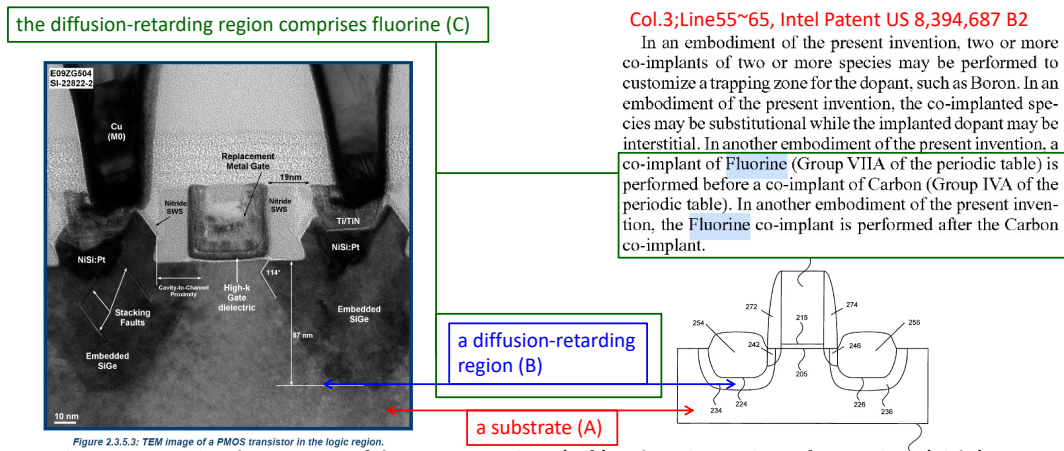 the diffusion-retarding region comprises fluorine (C)
Col.3;Line55~65, Intel Patent US 8,394,687 B2
In an embodiment of the present invention, two or more
co-implants of two or more species may be performed to
customize a trapping zone for the dopant, such as Boron. In an
embodiment of the present invention, the co-implanted spe-
cies may be substitutional while the implanted dopant may be
interstitial. In another embodiment of the present invention, a
co-implant of Fluorine (Group VIIA of the periodic table) is
performed before a co-implant of Carbon (Group IVA of the
periodic table). In another embodiment of the present inven-
tion, the Fluorine co-implant is performed after the Carbon
co-implant.
E09ZG504
SI-22822-2
Cu
(M0)
Replacement
Metal Gate
19nm
Nitride
SWS
Nitride
SWS
Ti/TiN
NiSi:Pt
NiSi:Pt
114°
Cavity-to-Channel
Proximity
High-k
Gate
dielectric
Stacking
Faults
Embedded
SiGe
57 nm
Embedded
SiGe
10 nm
Figure 2.3.5.3: TEM image of a PMOS transistor in the logic region.
a diffusion-retarding
region (B)
a substrate (A)
272
274
254
215
256
242
246
205
234
224
226
236